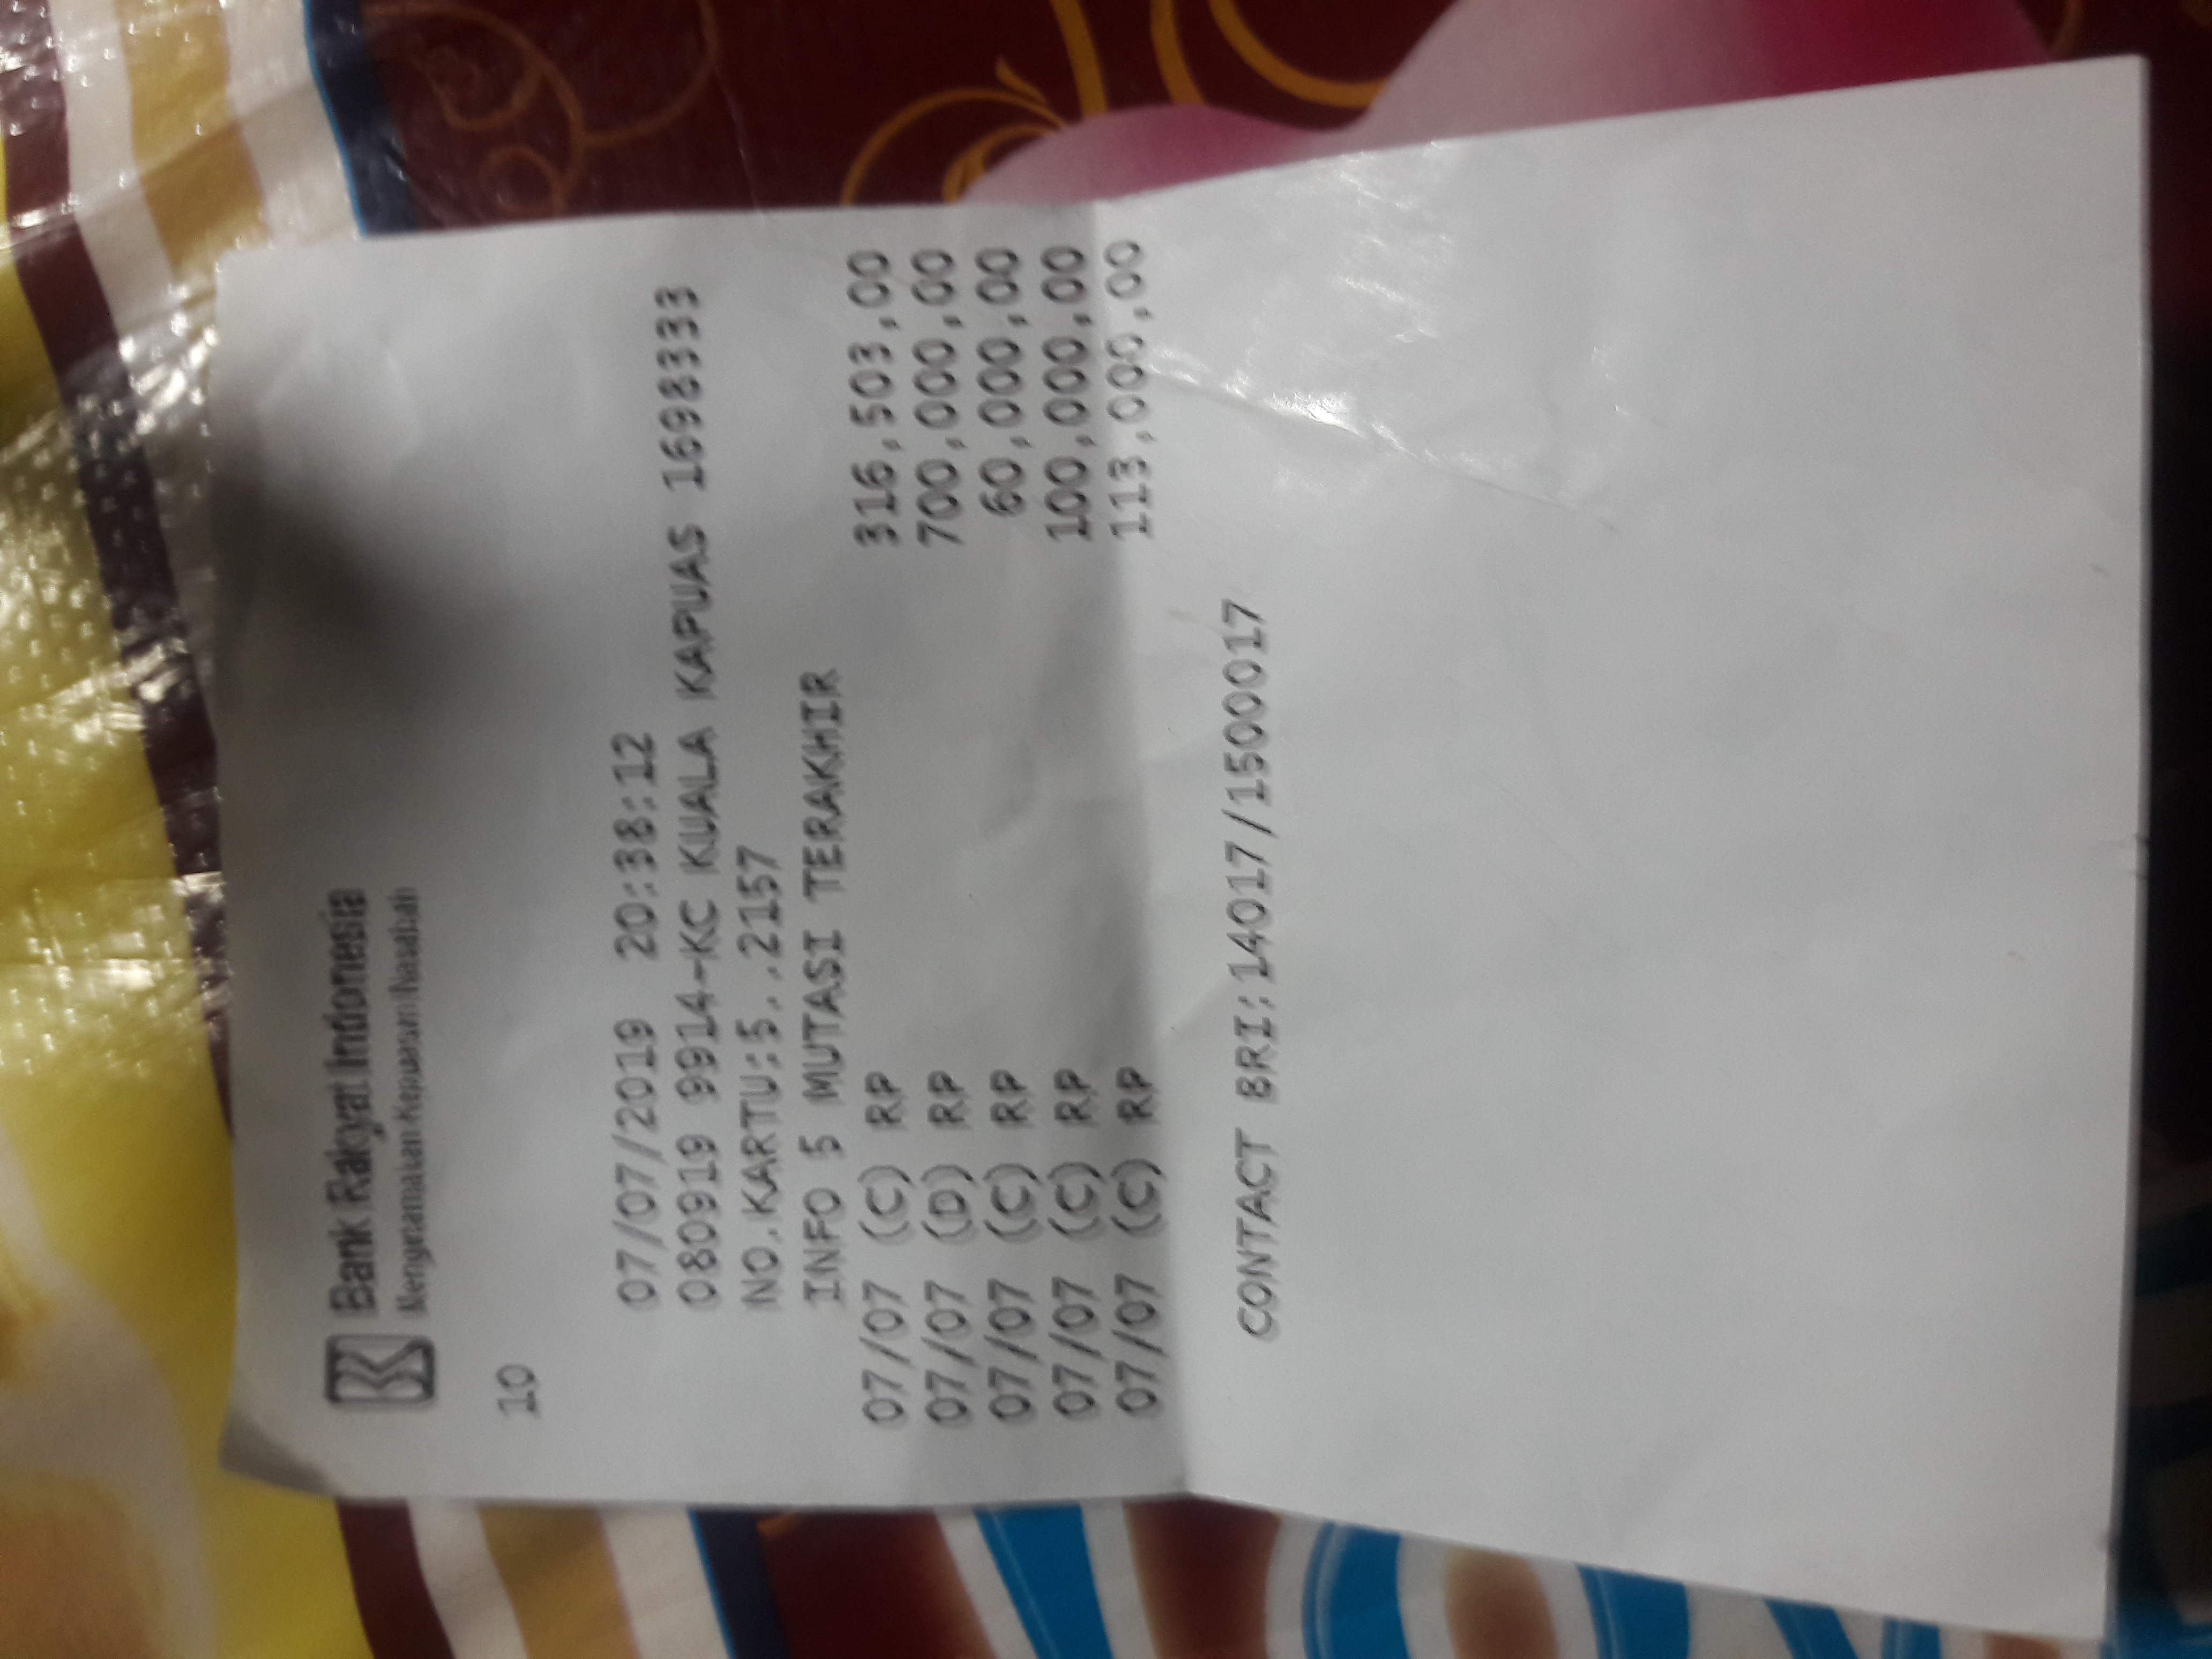 Bank Rakyat Indonesia
Mengutamakan Kepuasan Nasabah
10
07/07/2019 20:38:12
080919 9914-KC KUALA KAPUAS 1698333
NO.KARTU:5..2157
INFO 5 MUTASI TERAKHIR
07/07 (C) RP 316,503,00
07/07 (D) RP 700,000,00
07/07 (C) RP 60,000,00
07/07 (C) RP 100,000,00
07/07 (C) RP 113,000,00
CONTACT BRI:14017/1500017